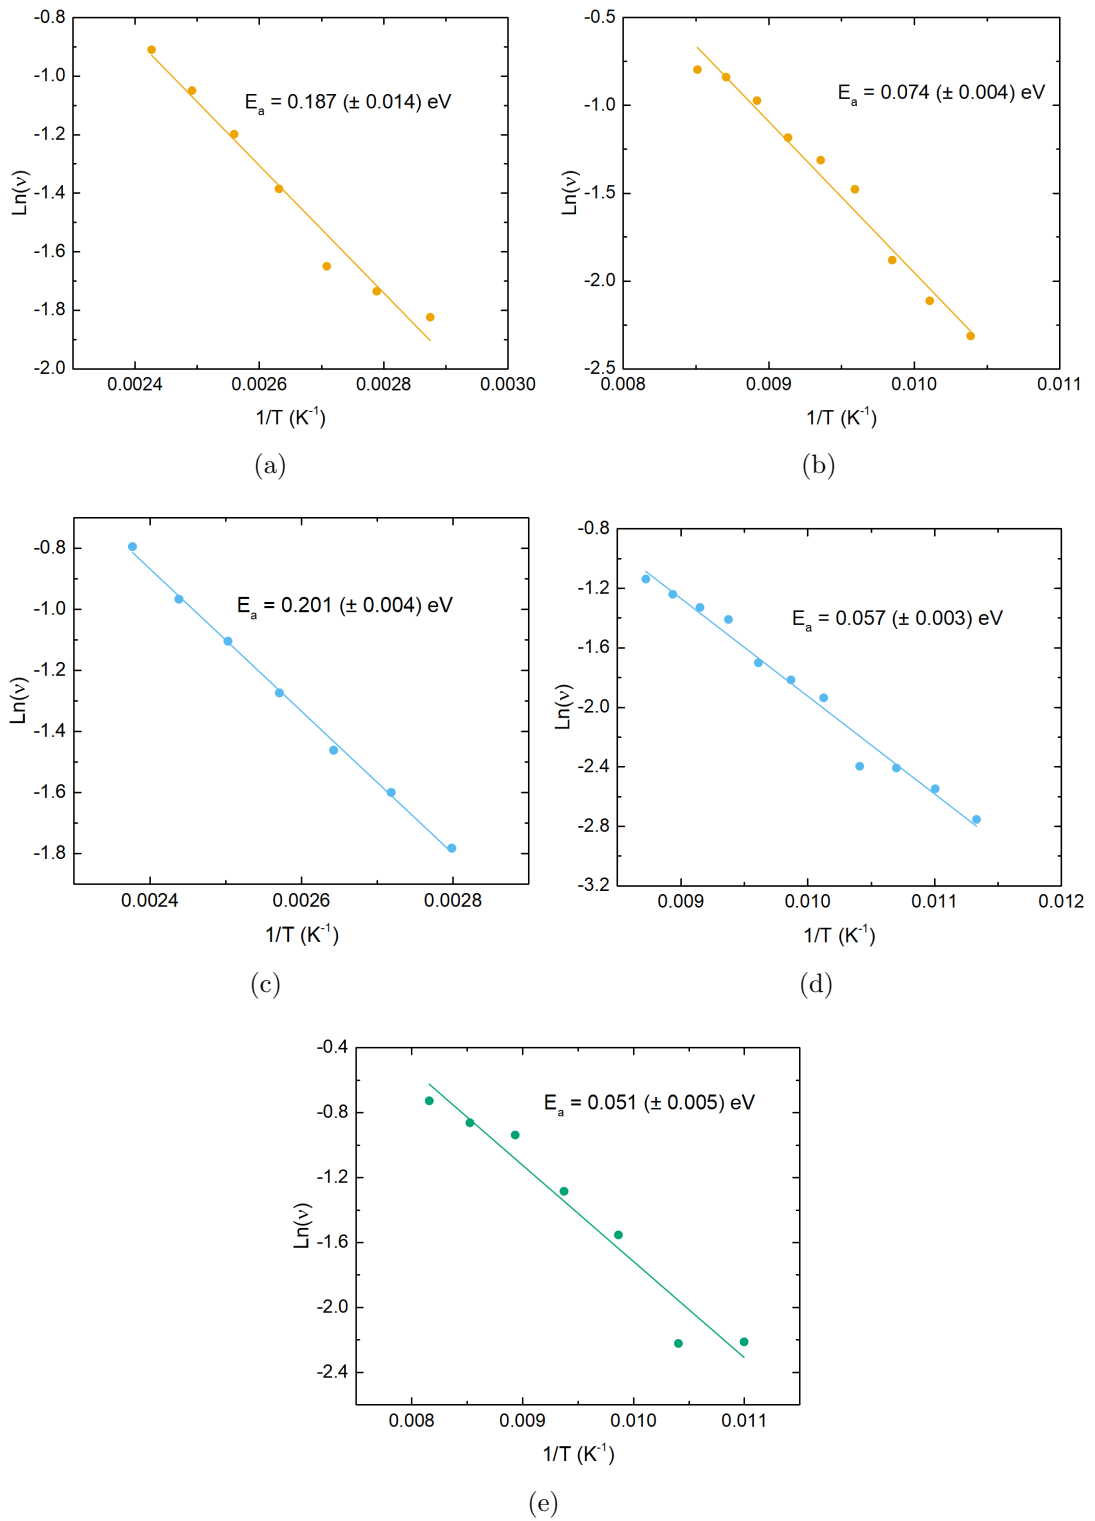 -0.8
-1.0
-1.2
-1.4
-1.6
-1.8
-2.0
Ln(ν)
E_a = 0.187 (± 0.014) eV
0.0024 0.0026 0.0028 0.0030
1/T (K⁻¹)
(a)
-0.5
-1.0
-1.5
-2.0
-2.5
Ln(ν)
E_a = 0.074 (± 0.004) eV
0.008 0.009 0.010 0.011
1/T (K⁻¹)
(b)
-0.8
-1.0
-1.2
-1.4
-1.6
-1.8
Ln(ν)
E_a = 0.201 (± 0.004) eV
0.0024 0.0026 0.0028
1/T (K⁻¹)
(c)
-0.8
-1.2
-1.6
-2.0
-2.4
-2.8
-3.2
Ln(ν)
E_a = 0.057 (± 0.003) eV
0.009 0.010 0.011 0.012
1/T (K⁻¹)
(d)
-0.4
-0.8
-1.2
-1.6
-2.0
-2.4
Ln(ν)
E_a = 0.051 (± 0.005) eV
0.008 0.009 0.010 0.011
1/T (K⁻¹)
(e)